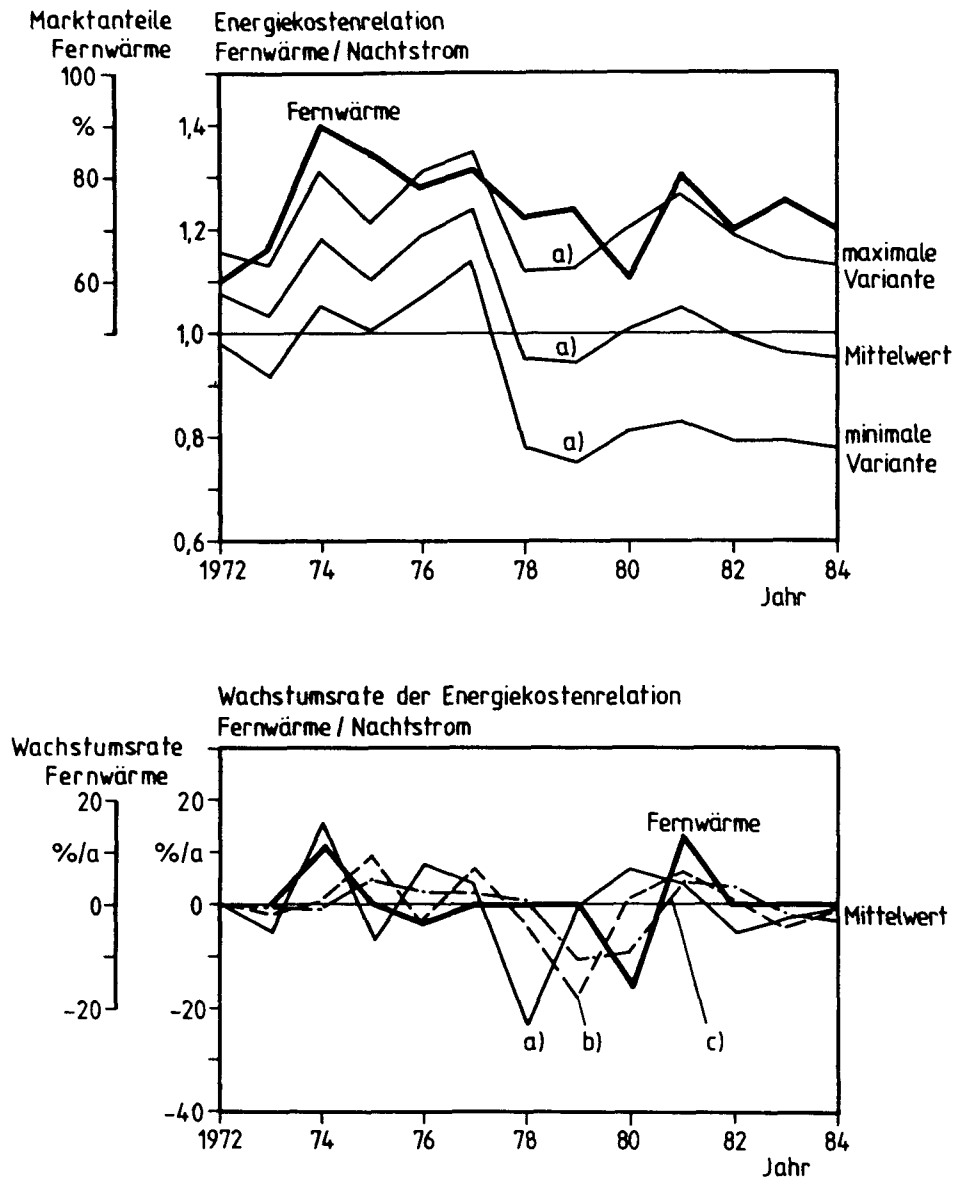 Marktanteile
Fernwärme
Energiekostenrelation
Fernwärme / Nachtstrom
100
%
80
60
1,4
1,2
1,0
0,8
0,6
Fernwärme
a)
a)
a)
maximale
Variante
Mittelwert
minimale
Variante
1972 74 76 78 80 82 84
Jahr
Wachstumsrate der Energiekostenrelation
Fernwärme / Nachtstrom
Wachstumsrate
Fernwärme
20
%/a
0
-20
20
%/a
0
-20
-40
Fernwärme
Mittelwert
a) b) c)
1972 74 76 78 80 82 84
Jahr